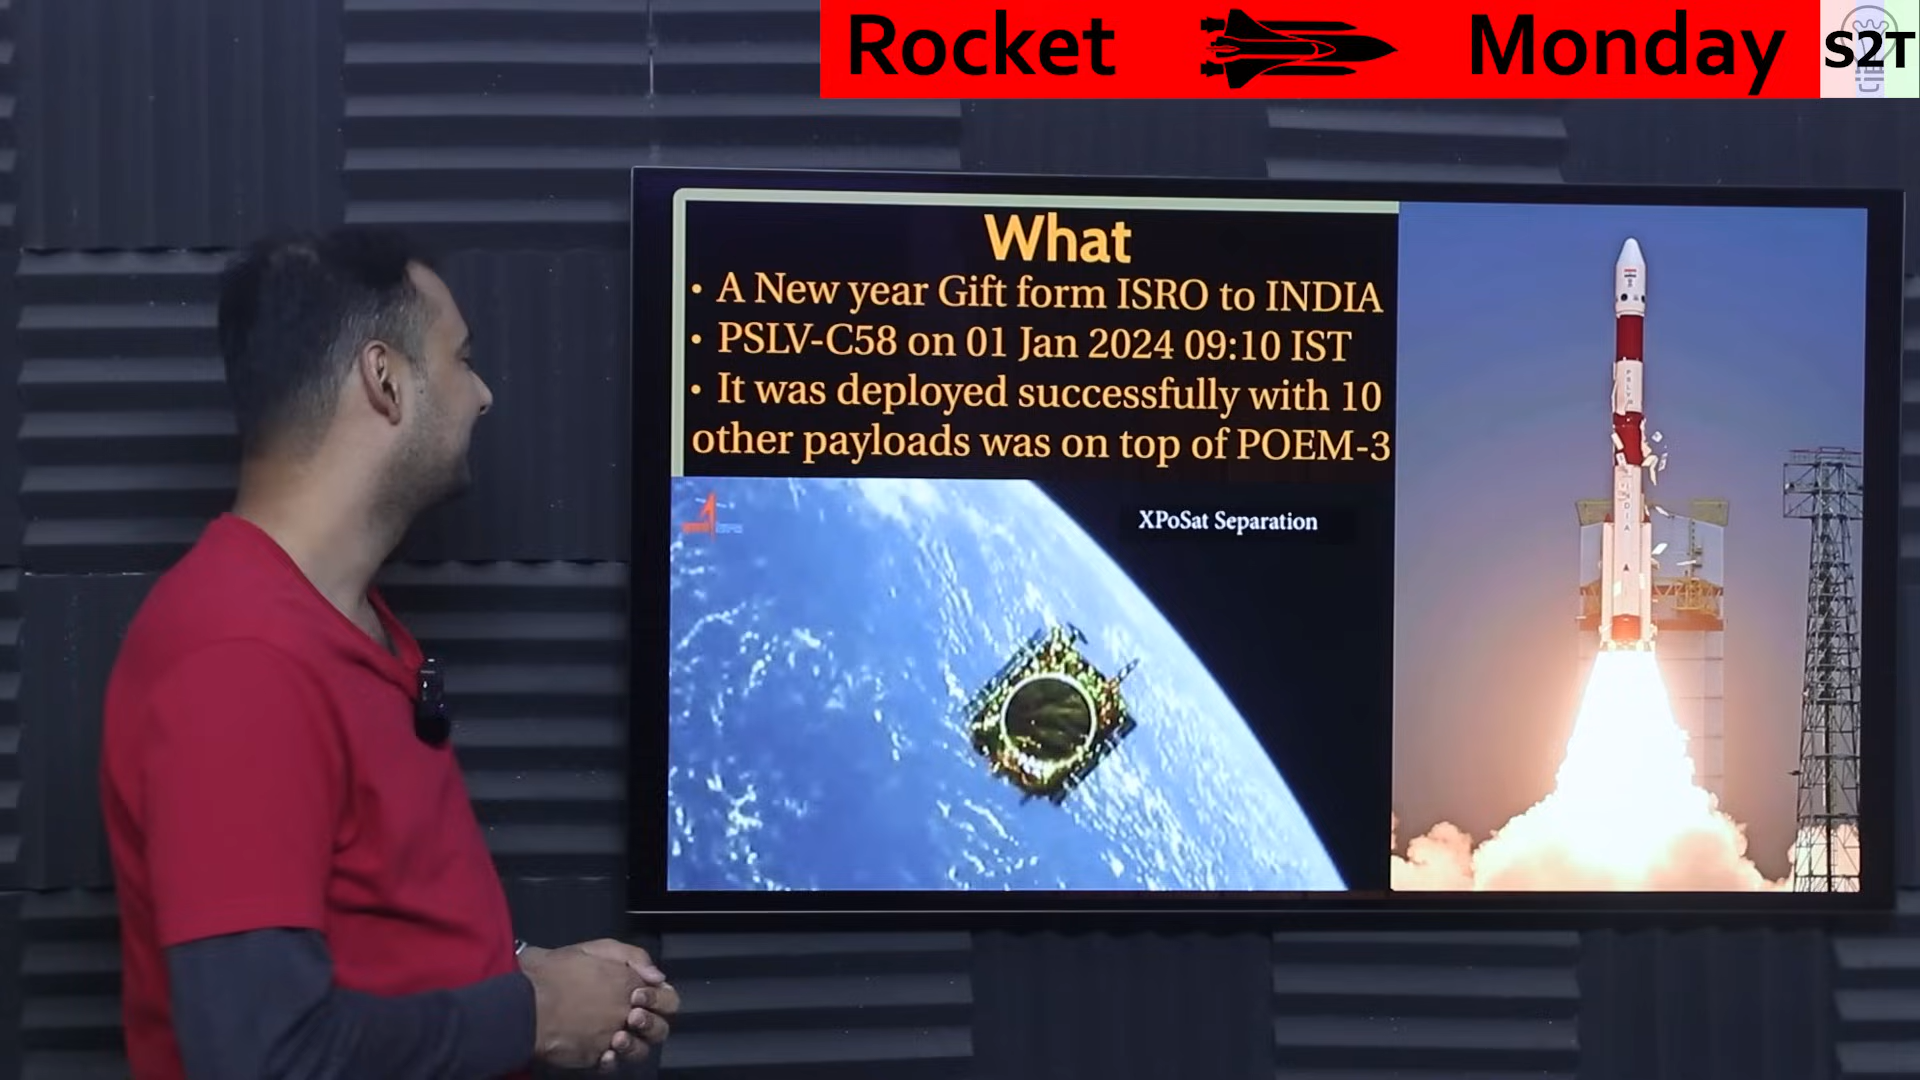 Rocket Monday S2T
What
• A New year Gift form ISRO to INDIA
• PSLV-C58 on 01 Jan 2024 09:10 IST
• It was deployed successfully with 10
other payloads was on top of POEM-3
XPoSat Separation
INDIA